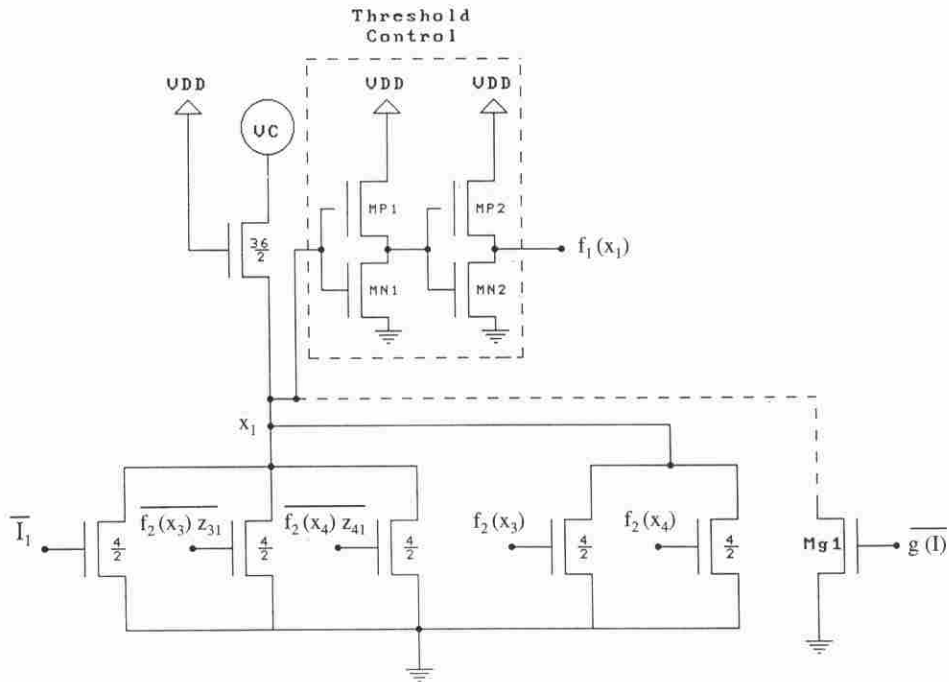 Threshold
Control
VDD
VDD
VDD
VC
36/2
MP1
MP2
MN1
MN2
f₁(x₁)
x₁
I̅₁
4/2
f₂(x₃) z₃₁
4/2
f₂(x₄) z₄₁
4/2
f₂(x₃)
4/2
f₂(x₄)
4/2
Mg1
g(I)